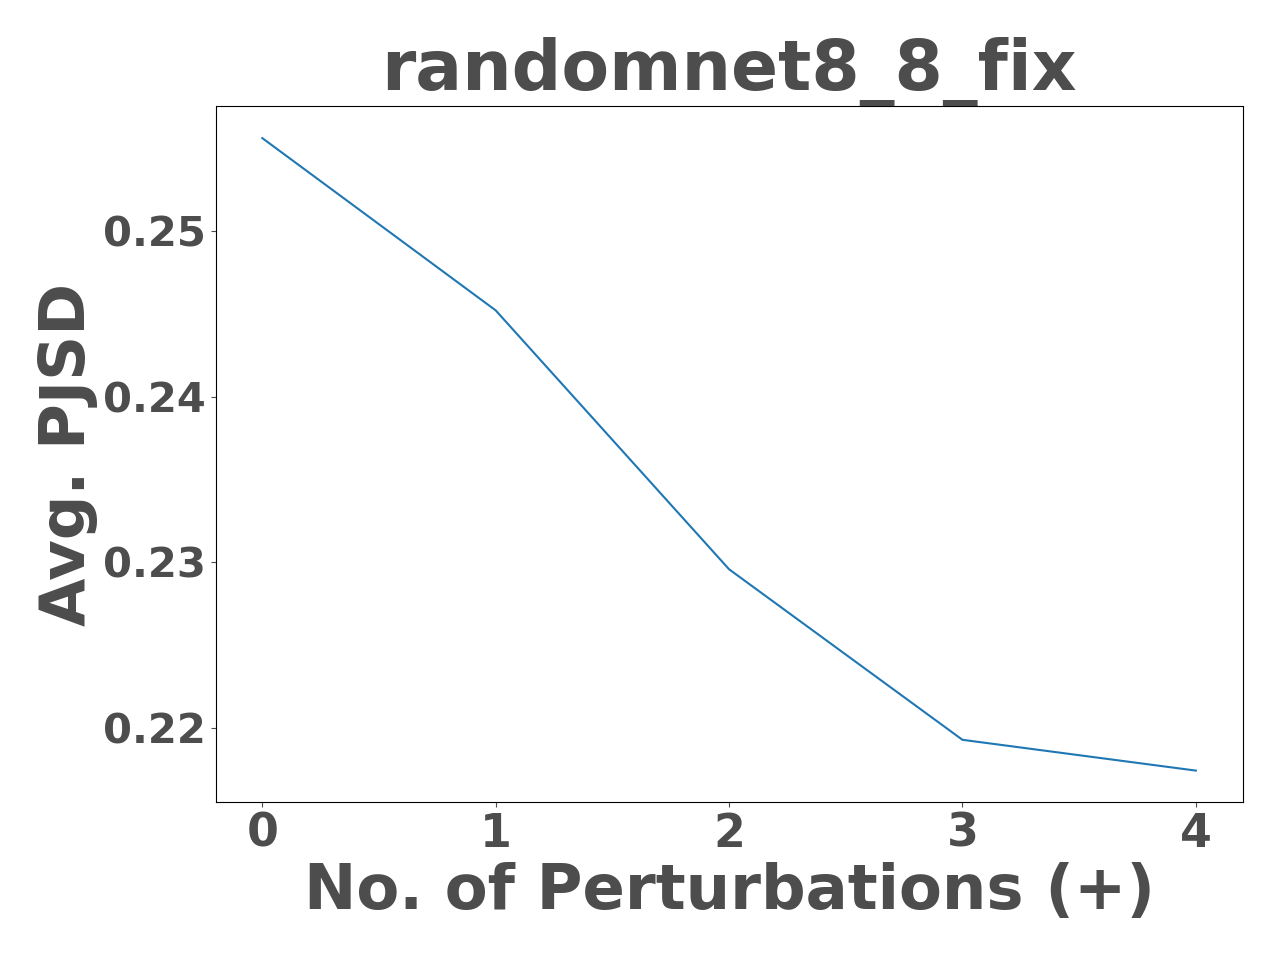 randomnet8_8_fix
Avg. PJSD
0.25
0.24
0.23
0.22
0 1 2 3 4
No. of Perturbations (+)